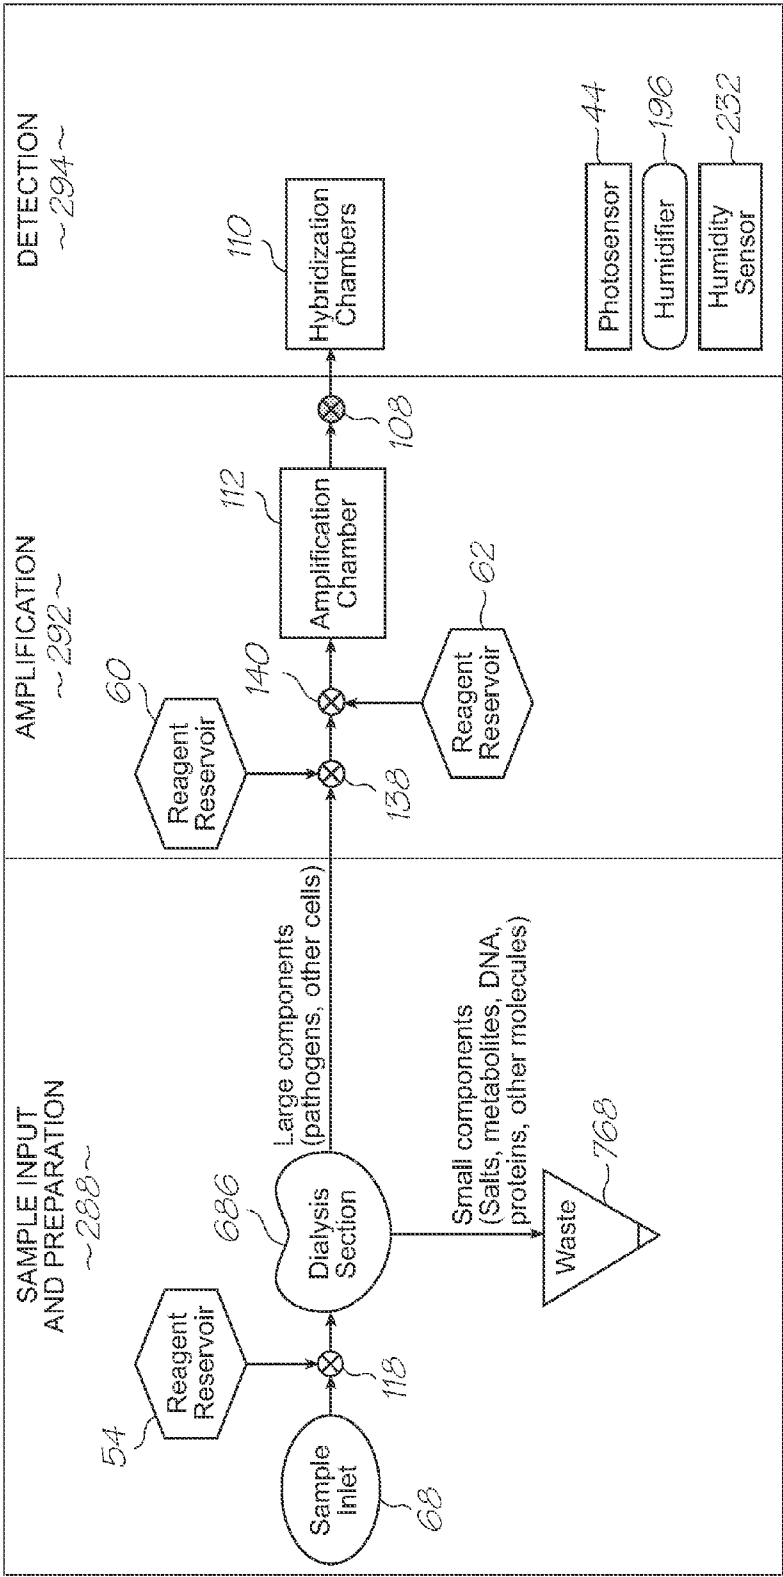 SAMPLE INPUT
AND PREPARATION
~288~
54
Reagent
Reservoir
Sample
Inlet
68
118
686
Dialysis
Section
Large components
(pathogens, other cells)
Small components
(Salts, metabolites, DNA,
proteins, other molecules)
Waste
768
AMPLIFICATION
~292~
60
Reagent
Reservoir
138
140
Reagent
Reservoir
62
112
Amplification
Chamber
108
DETECTION
~294~
110
Hybridization
Chambers
Photosensor
44
Humidifier
196
Humidity
Sensor
232